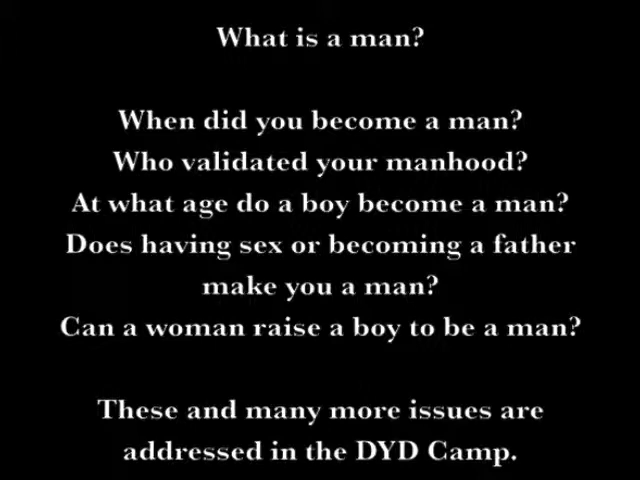 What is a man?
When did you become a man?
Who validated your manhood?
At what age do a boy become a man?
Does having sex or becoming a father
make you a man?
Can a woman raise a boy to be a man?
These and many more issues are
addressed in the DYD Camp.